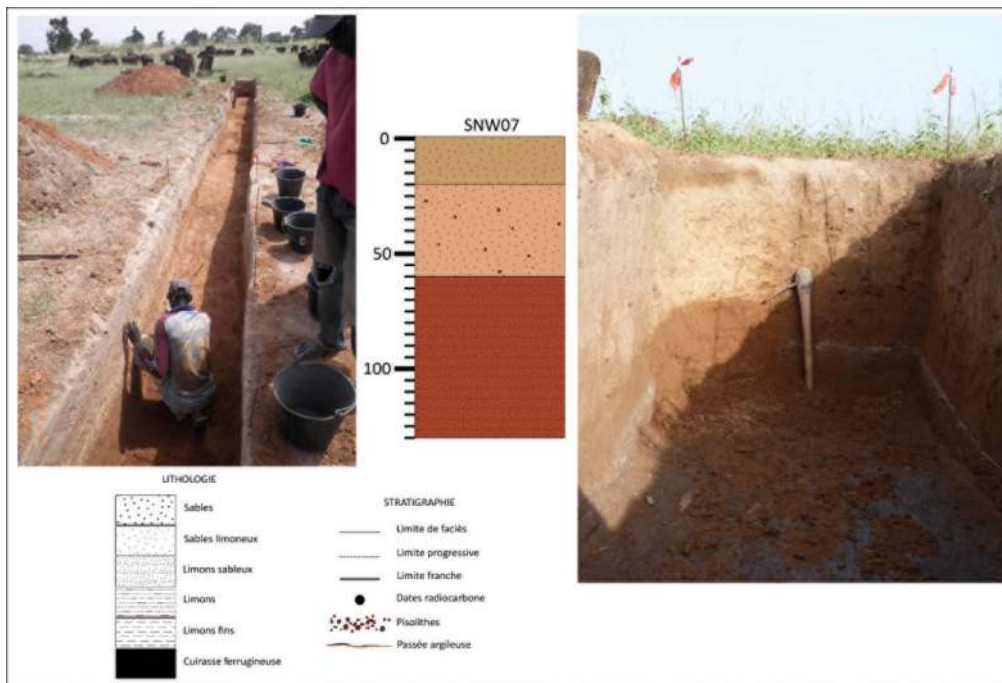 SNW07
0
50
100
LITHOLOGIE
Sables
Sables limoneux
Limons sableux
Limons
Limons fins
Cuirasse ferrugineuse
STRATIGRAPHIE
Limite de faciès
Limite progressive
Limite franche
Dates radiocarbone
Pisolithes
Passée argileuse